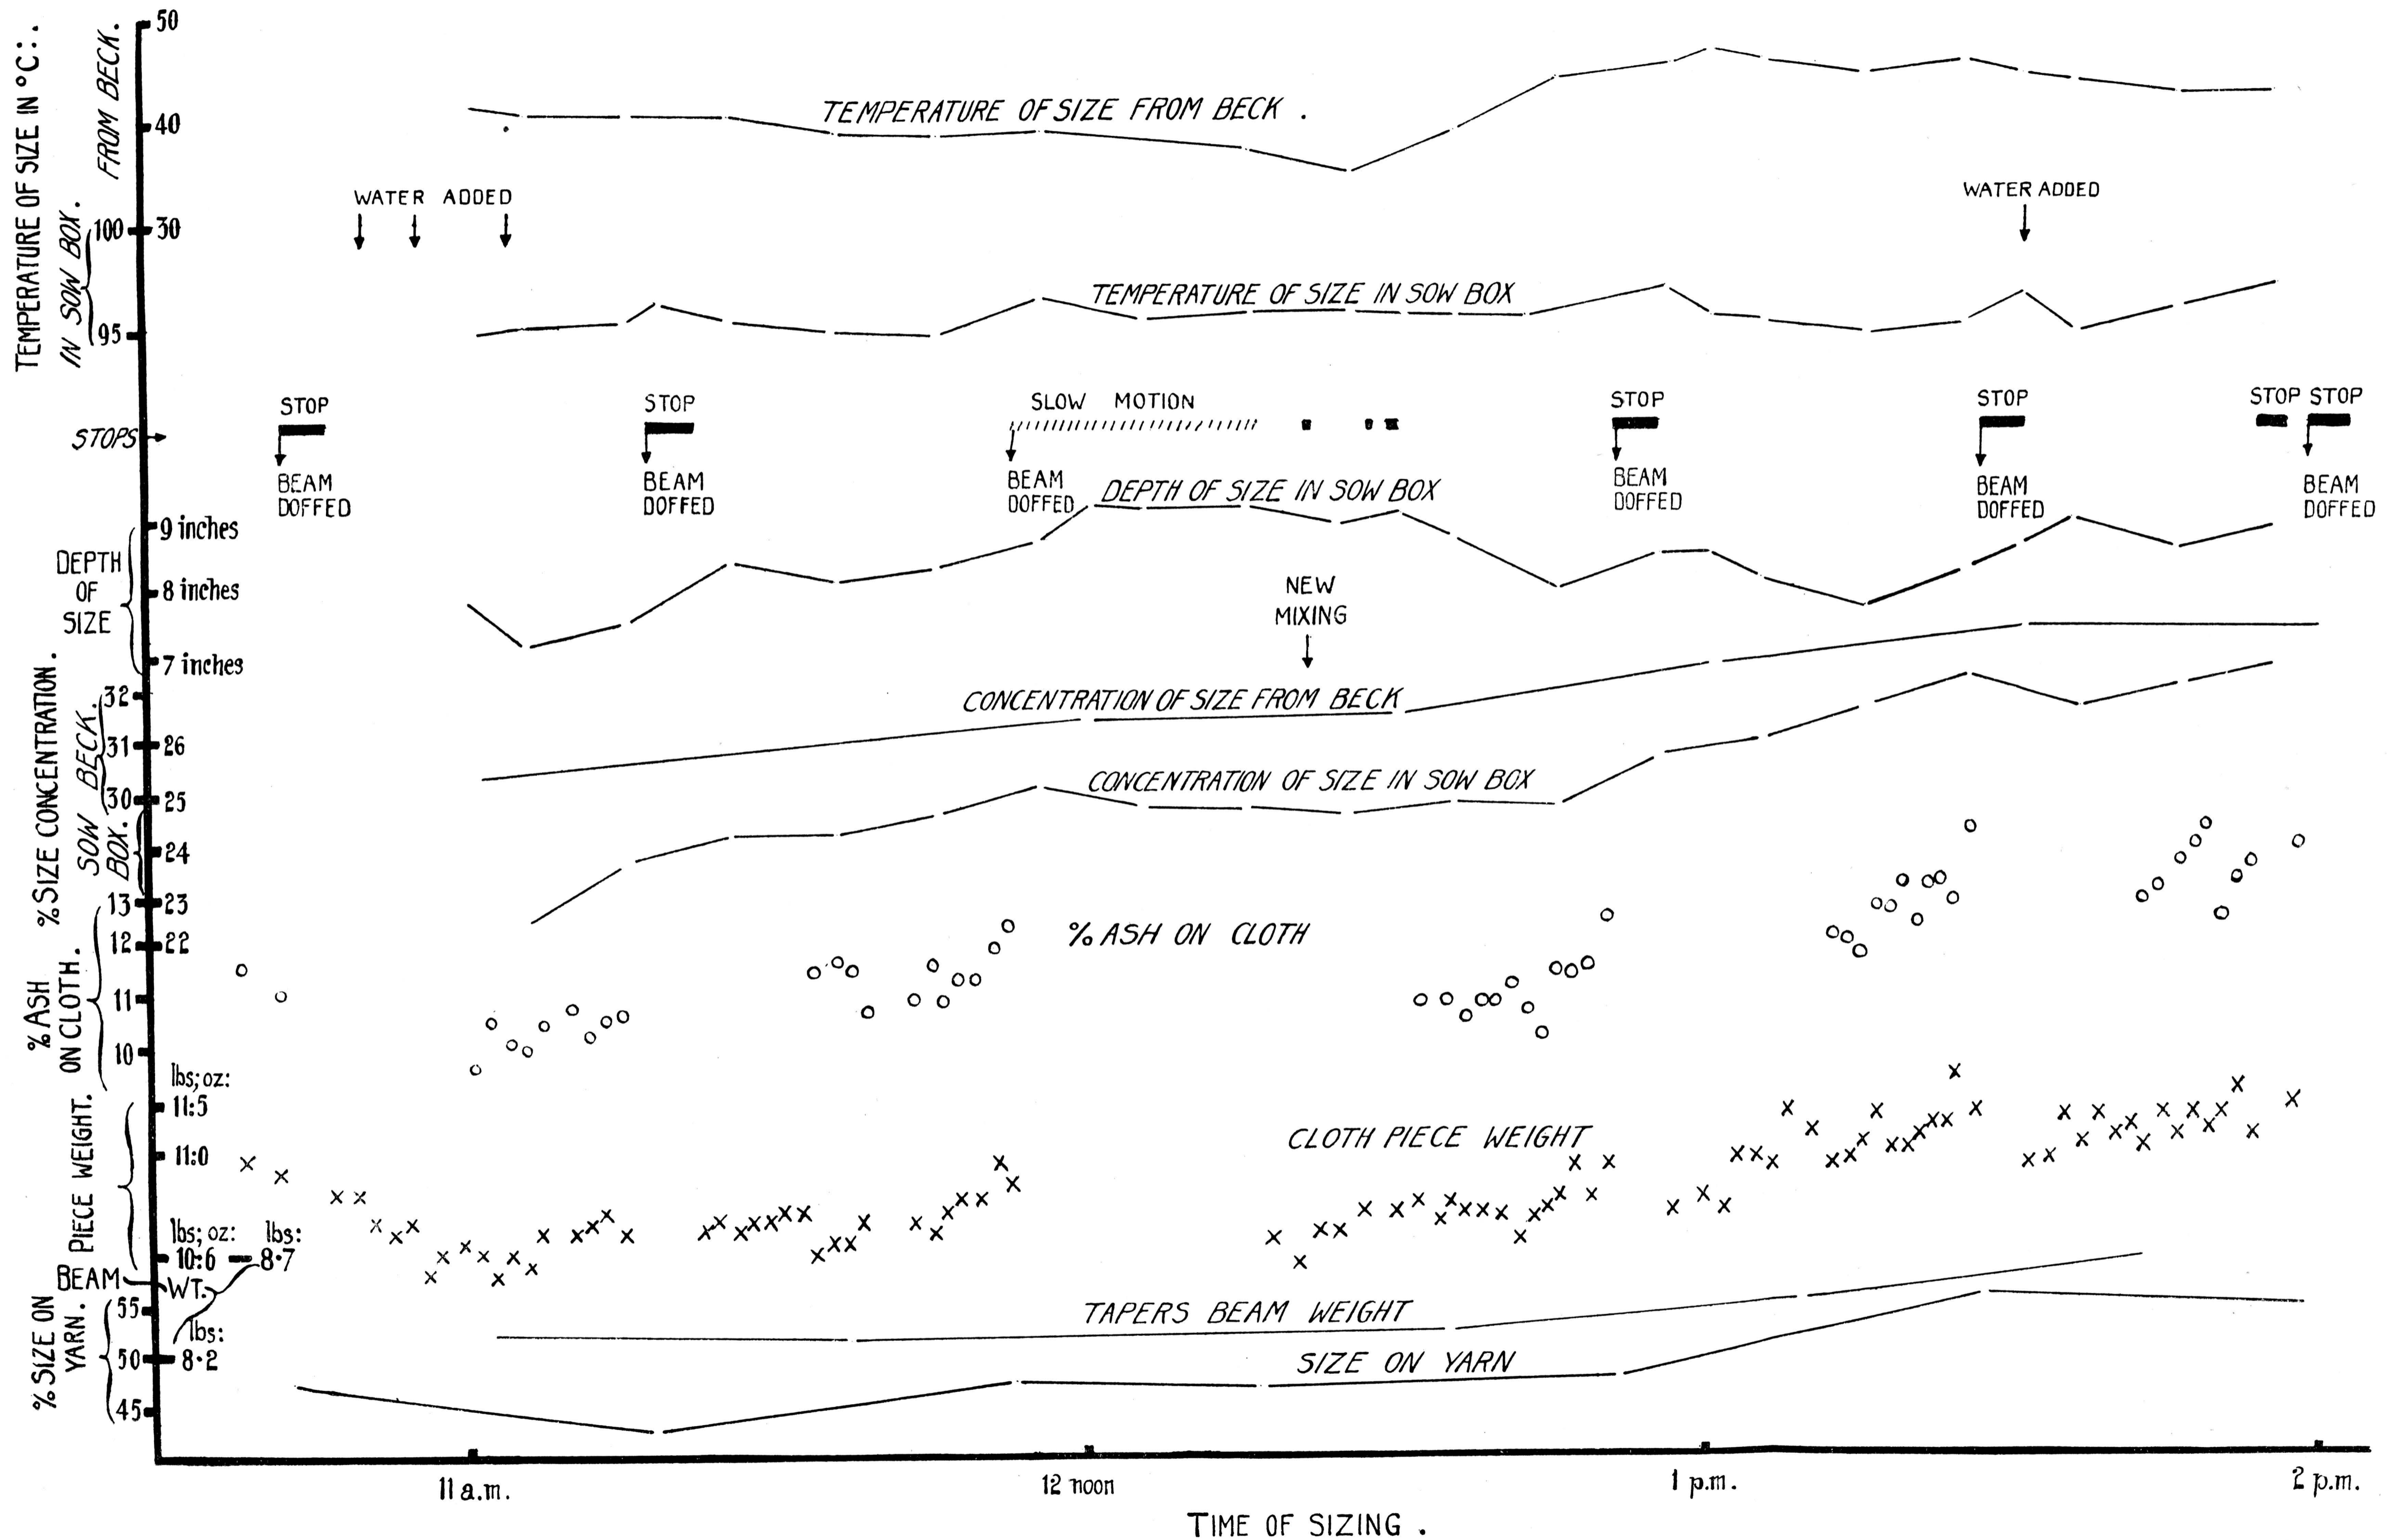 TEMPERATURE OF SIZE IN °C:.
FROM BECK.
IN SOW BOX.
50
40
100 30
95
TEMPERATURE OF SIZE FROM BECK .
WATER ADDED
WATER ADDED
TEMPERATURE OF SIZE IN SOW BOX
STOPS
STOP
BEAM
DOFFED
STOP
BEAM
DOFFED
SLOW MOTION
BEAM
DOFFED
STOP
BEAM
DOFFED
STOP
BEAM
DOFFED
STOP STOP
BEAM
DOFFED
DEPTH
OF
SIZE
9 inches
8 inches
7 inches
DEPTH OF SIZE IN SOW BOX
NEW
MIXING
% SIZE CONCENTRATION.
BECK.
SOW
BOX.
32
31 26
30 25
24
13 23
12 22
11
10
CONCENTRATION OF SIZE FROM BECK
CONCENTRATION OF SIZE IN SOW BOX
% ASH
ON CLOTH.
% ASH ON CLOTH
PIECE WEIGHT.
lbs; oz:
11:5
11:0
lbs; oz: lbs:
10:6 8·7
CLOTH PIECE WEIGHT
BEAM WT.
% SIZE ON
YARN.
55
lbs:
50 8·2
45
TAPERS BEAM WEIGHT
SIZE ON YARN
11 a.m. 12 noon 1 p.m. 2 p.m.
TIME OF SIZING .